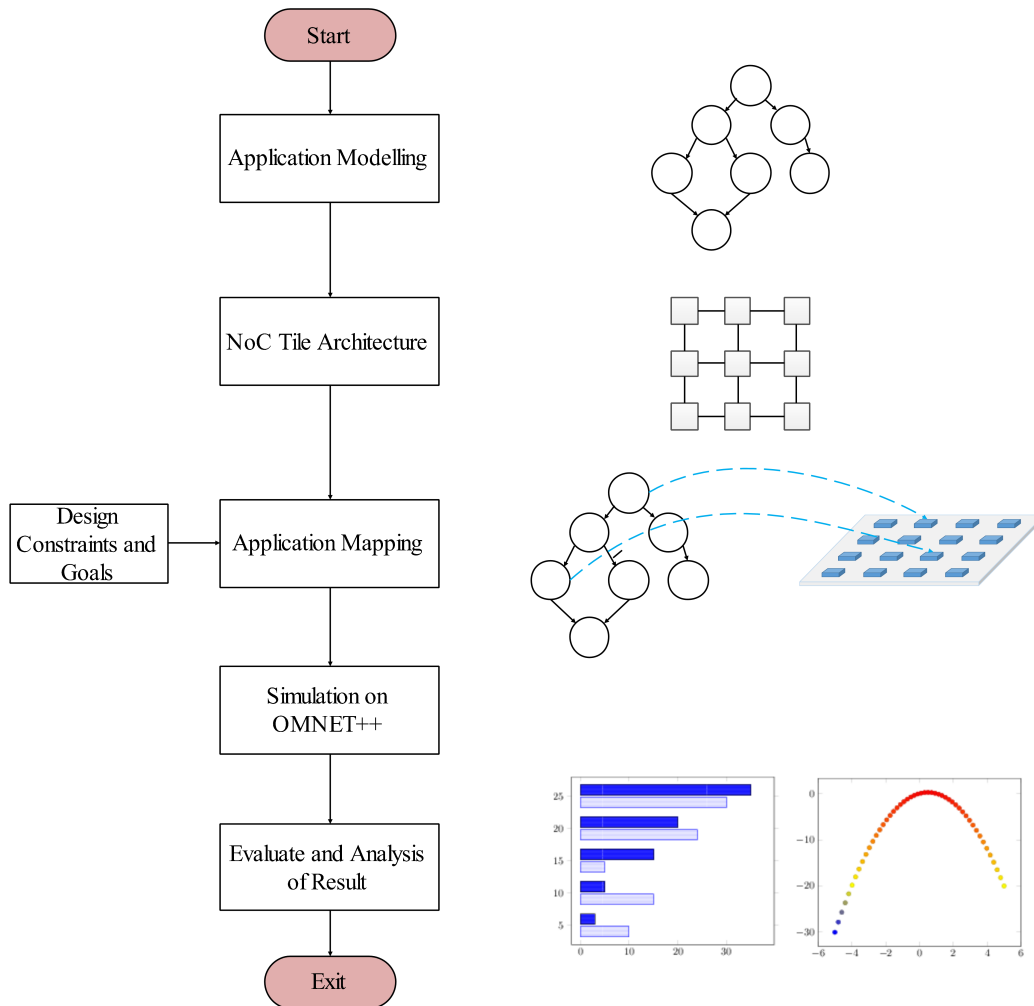 Start
Application Modelling
NoC Tile Architecture
Design
Constraints and
Goals
Application Mapping
Simulation on
OMNET++
Evaluate and Analysis
of Result
Exit
25
20
15
10
5
0
10
20
30
0
−10
−20
−30
−6
−4
−2
0
2
4
6